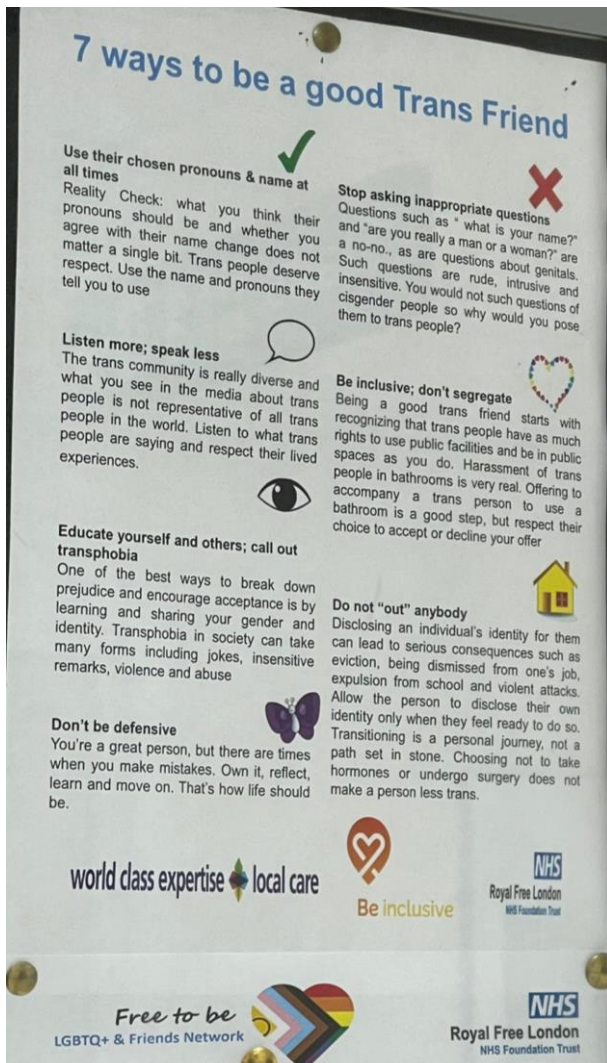 7 ways to be a good Trans Friend
Use their chosen pronouns & name at
all times
Reality Check: what you think their
pronouns should be and whether you
agree with their name change does not
matter a single bit. Trans people deserve
respect. Use the name and pronouns they
tell you to use
Listen more; speak less
The trans community is really diverse and
what you see in the media about trans
people is not representative of all trans
people in the world. Listen to what trans
people are saying and respect their lived
experiences.
Educate yourself and others; call out
transphobia
One of the best ways to break down
prejudice and encourage acceptance is by
learning and sharing your gender and
identity. Transphobia in society can take
many forms including jokes, insensitive
remarks, violence and abuse
Don't be defensive
You're a great person, but there are times
when you make mistakes. Own it, reflect,
learn and move on. That's how life should
be.
Stop asking inappropriate questions
Questions such as " what is your name?"
and "are you really a man or a woman?" are
a no-no., as are questions about genitals.
Such questions are rude, intrusive and
insensitive. You would not such questions of
cisgender people so why would you pose
them to trans people?
Be inclusive; don't segregate
Being a good trans friend starts with
recognizing that trans people have as much
rights to use public facilities and be in public
spaces as you do. Harassment of trans
people in bathrooms is very real. Offering to
accompany a trans person to use a
bathroom is a good step, but respect their
choice to accept or decline your offer
Do not "out" anybody
Disclosing an individual's identity for them
can lead to serious consequences such as
eviction, being dismissed from one's job,
expulsion from school and violent attacks.
Allow the person to disclose their own
identity only when they feel ready to do so.
Transitioning is a personal journey, not a
path set in stone. Choosing not to take
hormones or undergo surgery does not
make a person less trans.
world class expertise local care
Be inclusive
NHS
Royal Free London
NHS Foundation Trust
Free to be
LGBTQ+ & Friends Network
NHS
Royal Free London
NHS Foundation Trust